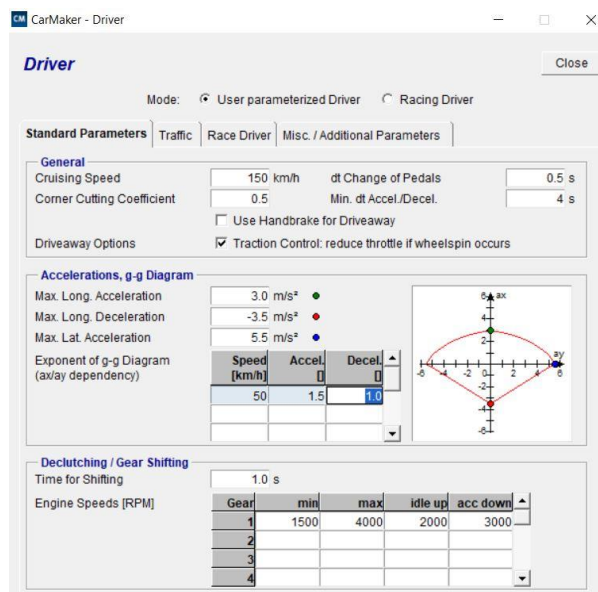 CM CarMaker - Driver
Driver
Close
Mode: User parameterized Driver Racing Driver
Standard Parameters Traffic Race Driver Misc. / Additional Parameters
General
Cruising Speed 150 km/h dt Change of Pedals 0.5 s
Corner Cutting Coefficient 0.5 Min. dt Accel./Decel. 4 s
Use Handbrake for Driveaway
Driveaway Options Traction Control: reduce throttle if wheelspin occurs
Accelerations, g-g Diagram
Max. Long. Acceleration 3.0 m/s²
Max. Long. Deceleration -3.5 m/s²
Max. Lat. Acceleration 5.5 m/s²
Exponent of g-g Diagram
(ax/ay dependency)
Speed Accel. Decel.
[km/h] [] []
50 1.5 1.0
6 ax
4
2
ay
-6 -4 -2 0 2 4 6
-2
-4
-6
Declutching / Gear Shifting
Time for Shifting 1.0 s
Engine Speeds [RPM] Gear min max idle up acc down
1 1500 4000 2000 3000
2
3
4